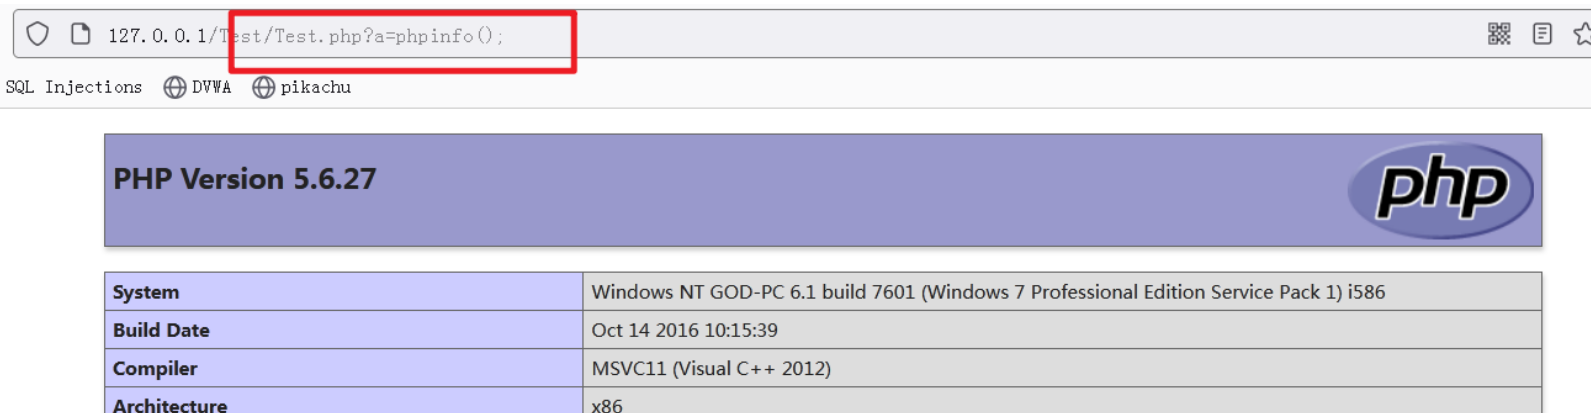 127.0.0.1/Test/Test.php?a=phpinfo();
SQL Injections DVWA pikachu
PHP Version 5.6.27
php
System Windows NT GOD-PC 6.1 build 7601 (Windows 7 Professional Edition Service Pack 1) i586
Build Date Oct 14 2016 10:15:39
Compiler MSVC11 (Visual C++ 2012)
Architecture x86